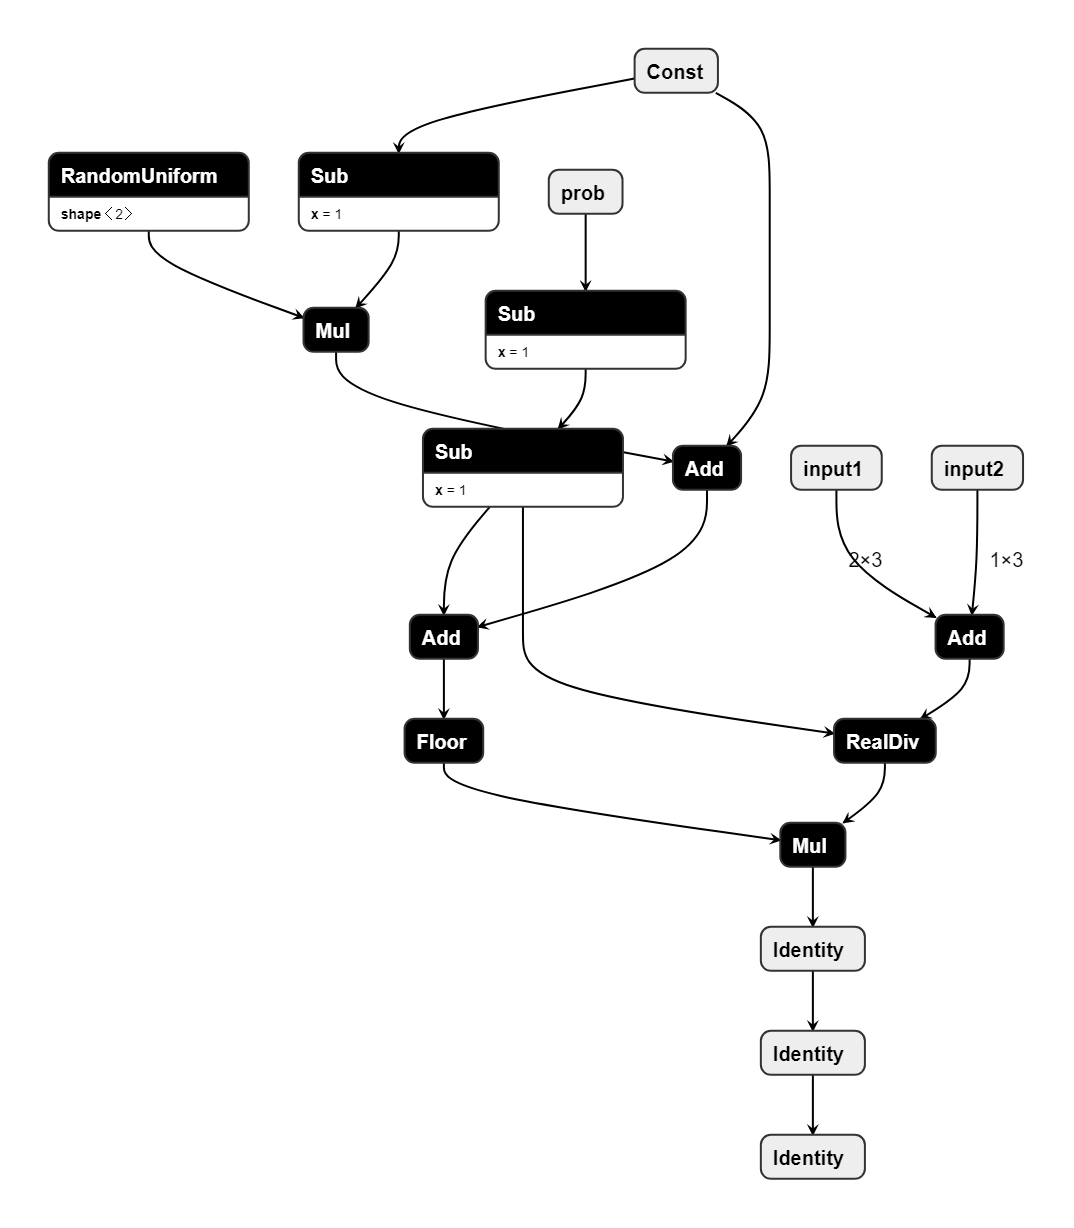 Const
RandomUniform
shape〈2〉
Sub
x = 1
prob
Sub
x = 1
Mul
Sub
x = 1
Add
input1
input2
2×3
1×3
Add
Add
Floor
RealDiv
Mul
Identity
Identity
Identity